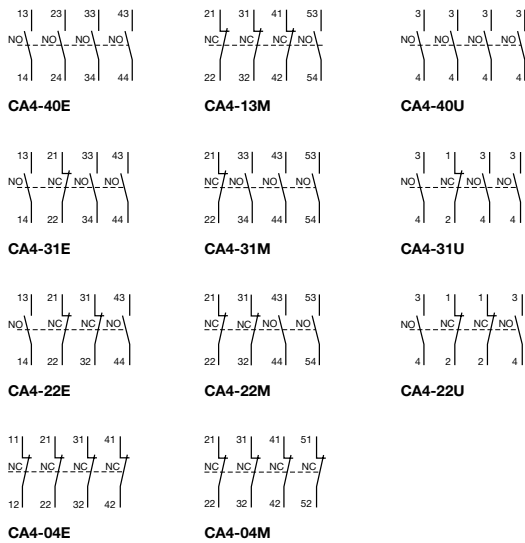 13 23 33 43 21 31 41 53 3 3 3 3
NO NO NO NO NC NC NC NO NO NO NO NO
14 24 34 44 22 32 42 54 4 4 4 4
CA4-40E CA4-13M CA4-40U
13 21 33 43 21 33 43 53 3 1 3 3
NO NC NO NO NC NO NO NO NO NC NO NO
14 22 34 44 22 34 44 54 4 2 4 4
CA4-31E CA4-31M CA4-31U
13 21 31 43 21 31 43 53 3 1 1 3
NO NC NC NO NC NC NO NO NO NC NC NO
14 22 32 44 22 32 44 54 4 2 2 4
CA4-22E CA4-22M CA4-22U
11 21 31 41 21 31 41 51
NC NC NC NC NC NC NC NC
12 22 32 42 22 32 42 52
CA4-04E CA4-04M